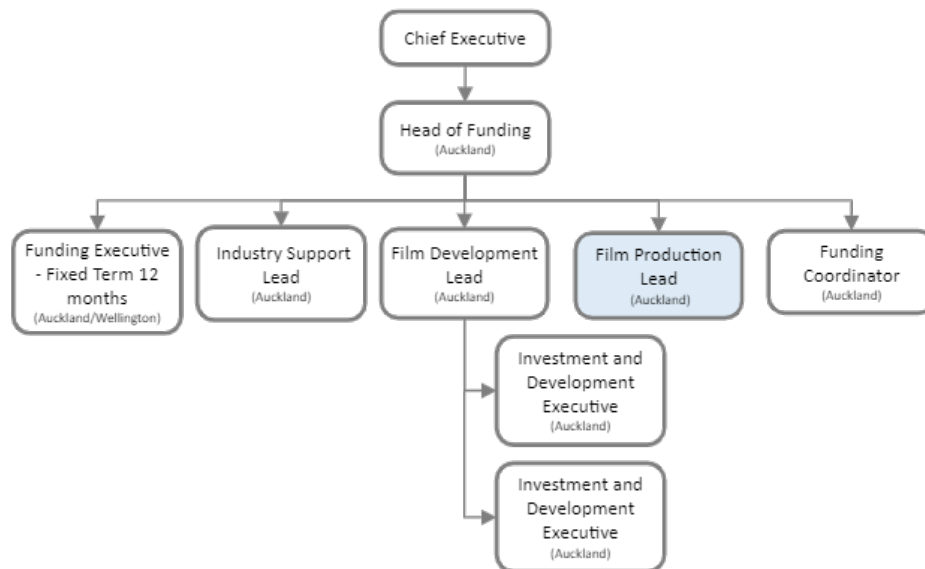 Chief Executive
Head of Funding
(Auckland)
Funding Executive
- Fixed Term 12
months
(Auckland/Wellington)
Industry Support
Lead
(Auckland)
Film Development
Lead
(Auckland)
Film Production
Lead
(Auckland)
Funding
Coordinator
(Auckland)
Investment and
Development
Executive
(Auckland)
Investment and
Development
Executive
(Auckland)